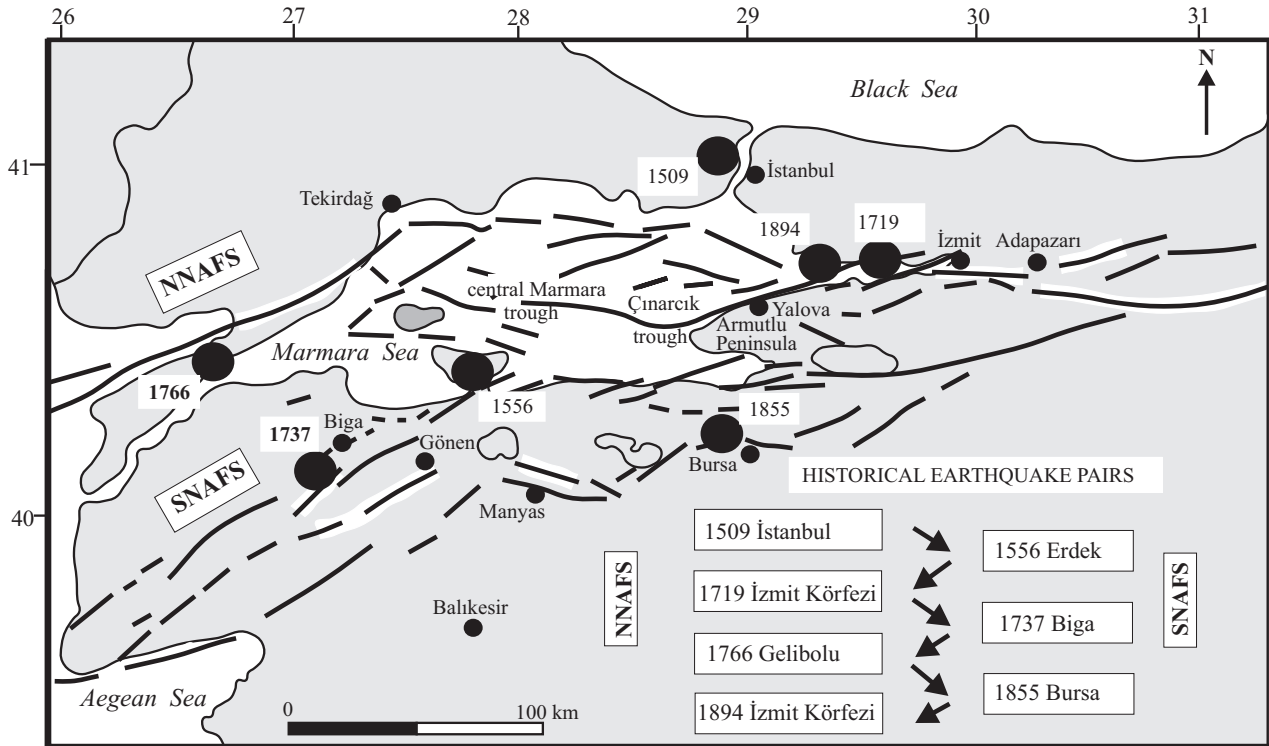 26 27 28 29 30 31
N
Black Sea
41
1509
İstanbul
Tekirdağ
1894
1719
İzmit
Adapazarı
NNAFS
central Marmara
trough
Çınarcık
trough
Yalova
Armutlu
Peninsula
Marmara Sea
1766
1556
1855
1737
Biga
Gönen
Bursa
SNAFS
Manyas
40
HISTORICAL EARTHQUAKE PAIRS
1509 İstanbul
1556 Erdek
NNAFS
1719 İzmit Körfezi
SNAFS
1737 Biga
1766 Gelibolu
1855 Bursa
1894 İzmit Körfezi
Balıkesir
Aegean Sea
0 100 km